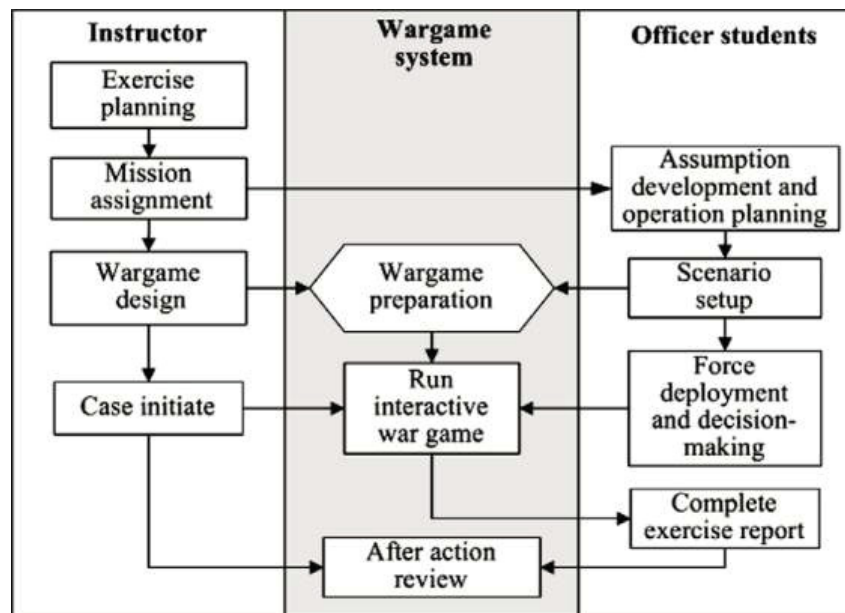 Instructor
Wargame
system
Officer students
Exercise
planning
Mission
assignment
Assumption
development and
operation planning
Wargame
design
Wargame
preparation
Scenario
setup
Case initiate
Run
interactive
war game
Force
deployment
and decision-
making
Complete
exercise report
After action
review